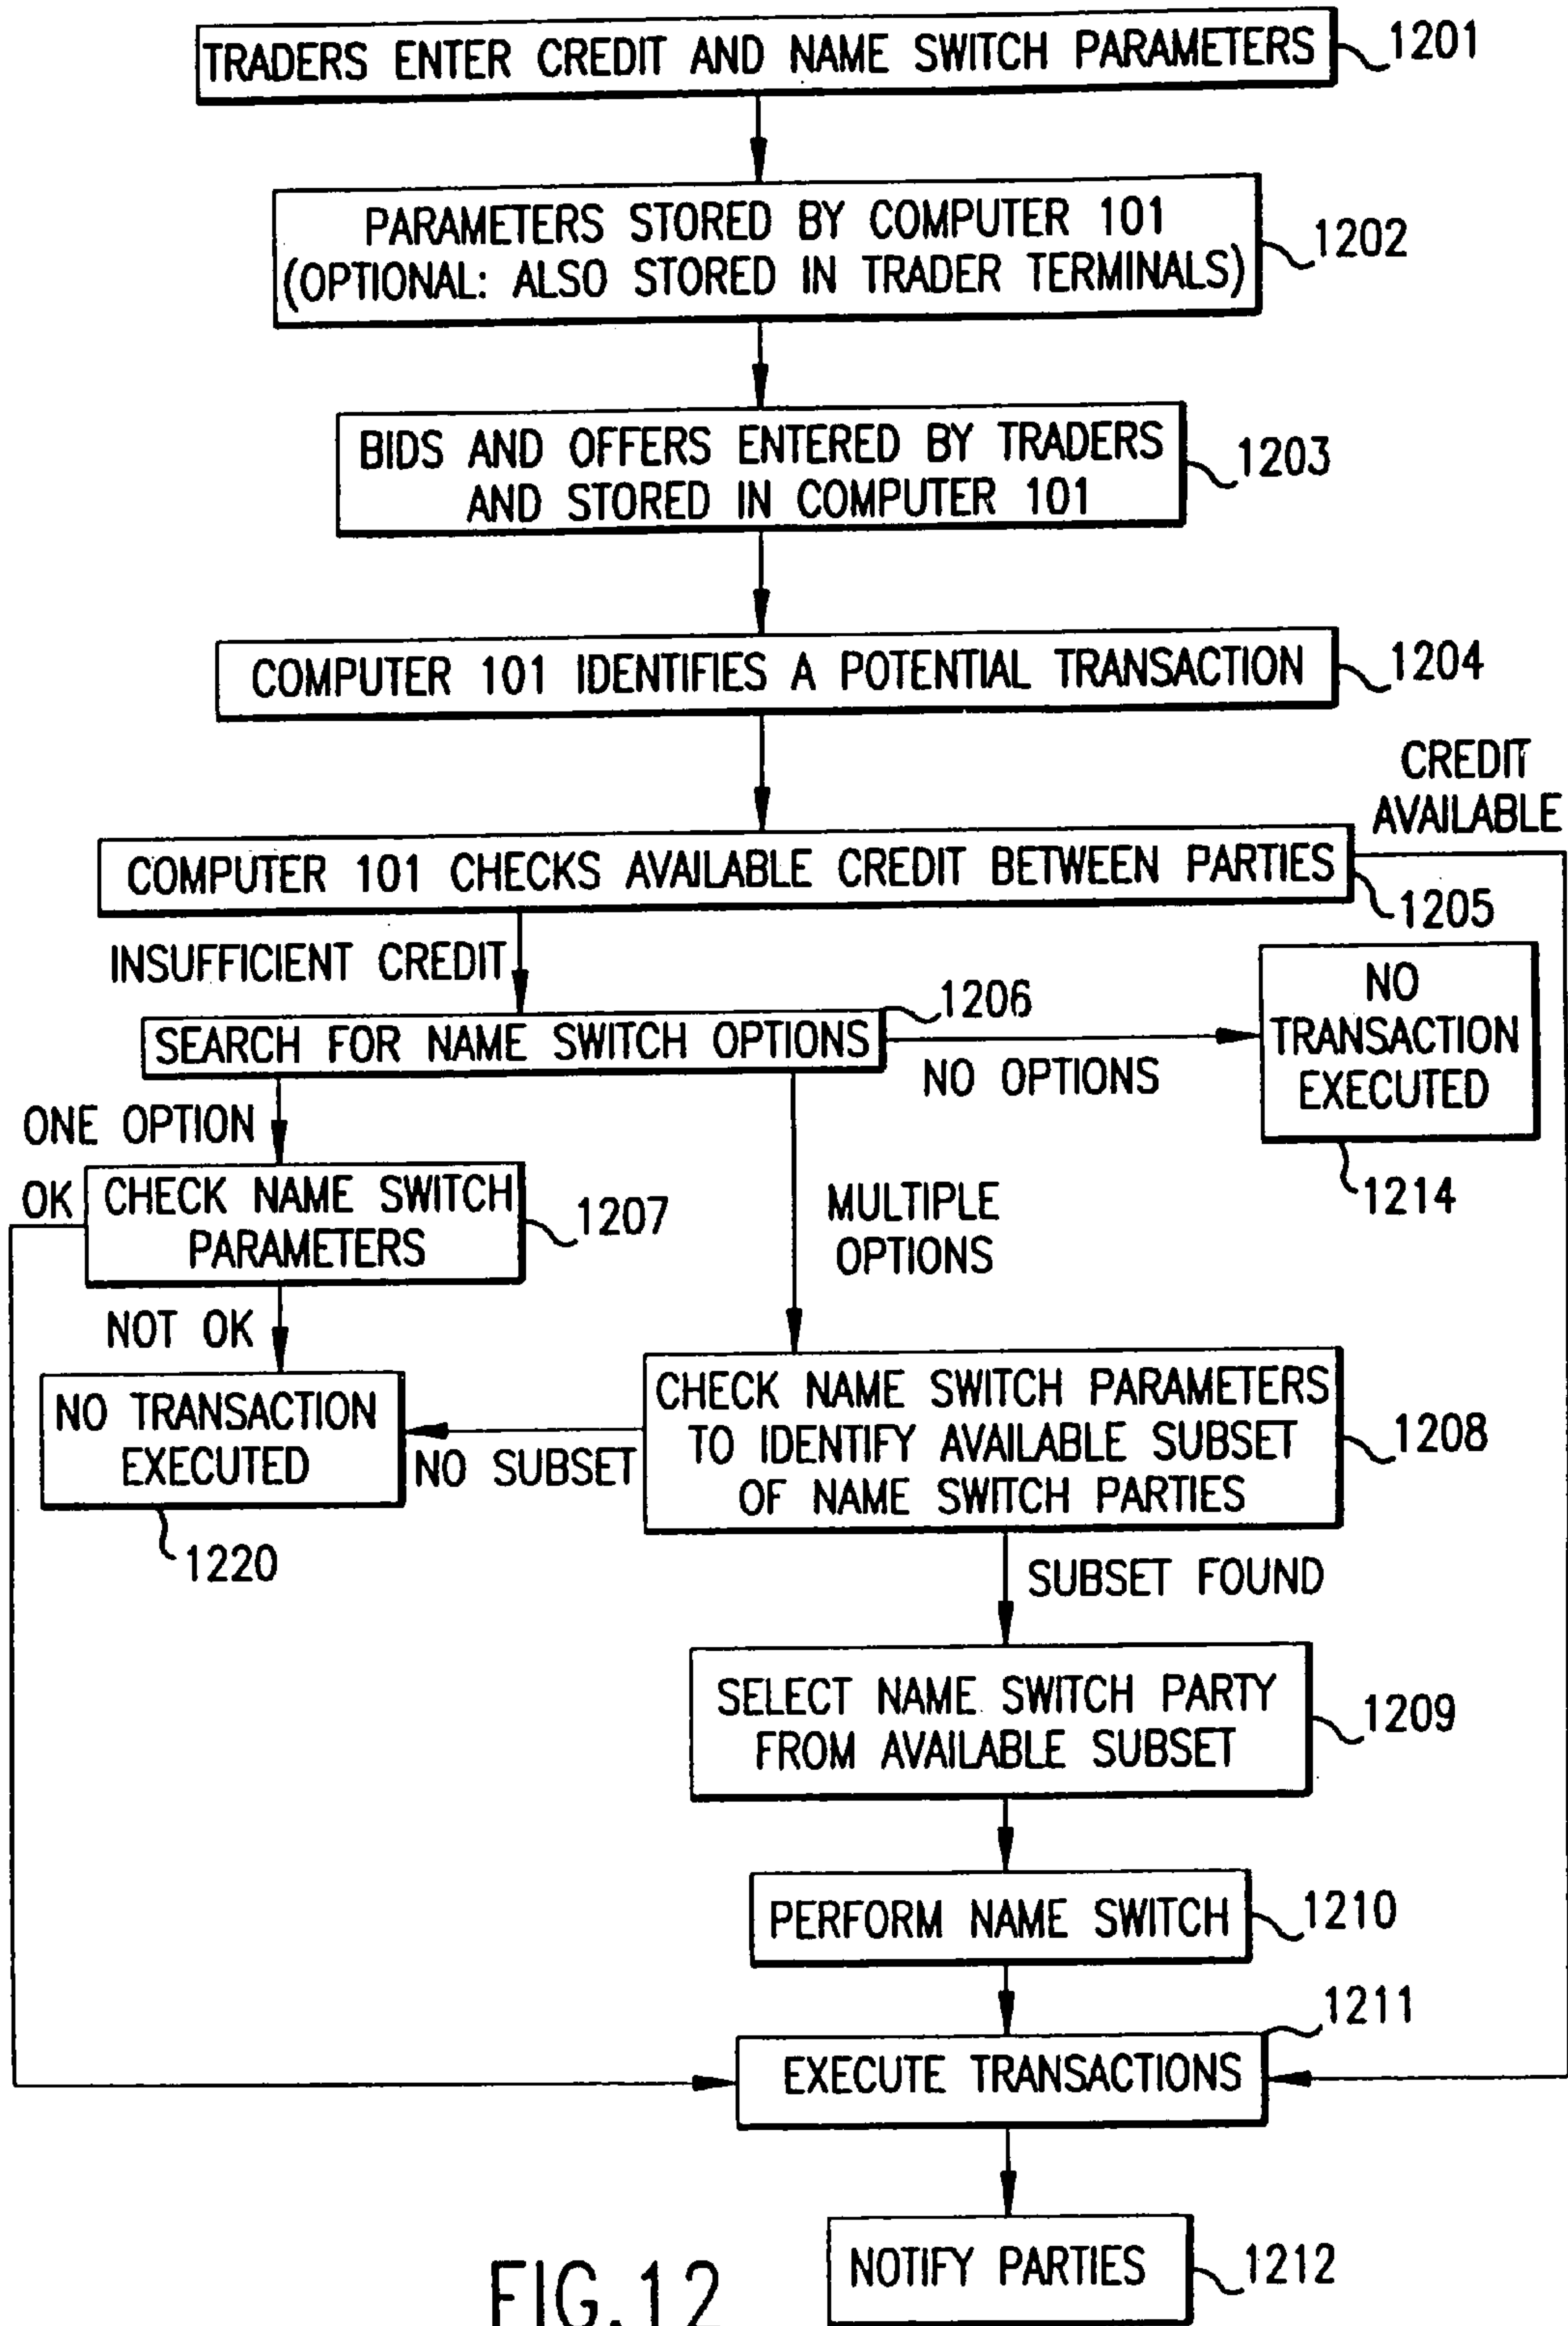 TRADERS ENTER CREDIT AND NAME SWITCH PARAMETERS
1201
PARAMETERS STORED BY COMPUTER 101
(OPTIONAL: ALSO STORED IN TRADER TERMINALS)
1202
BIDS AND OFFERS ENTERED BY TRADERS
AND STORED IN COMPUTER 101
1203
COMPUTER 101 IDENTIFIES A POTENTIAL TRANSACTION
1204
CREDIT
AVAILABLE
COMPUTER 101 CHECKS AVAILABLE CREDIT BETWEEN PARTIES
1205
INSUFFICIENT CREDIT
SEARCH FOR NAME SWITCH OPTIONS
1206
NO OPTIONS
NO
TRANSACTION
EXECUTED
1214
ONE OPTION
OK
CHECK NAME SWITCH
PARAMETERS
1207
MULTIPLE
OPTIONS
NOT OK
NO TRANSACTION
EXECUTED
1220
NO SUBSET
CHECK NAME SWITCH PARAMETERS
TO IDENTIFY AVAILABLE SUBSET
OF NAME SWITCH PARTIES
1208
SUBSET FOUND
SELECT NAME SWITCH PARTY
FROM AVAILABLE SUBSET
1209
PERFORM NAME SWITCH
1210
EXECUTE TRANSACTIONS
1211
NOTIFY PARTIES
1212
FIG.12